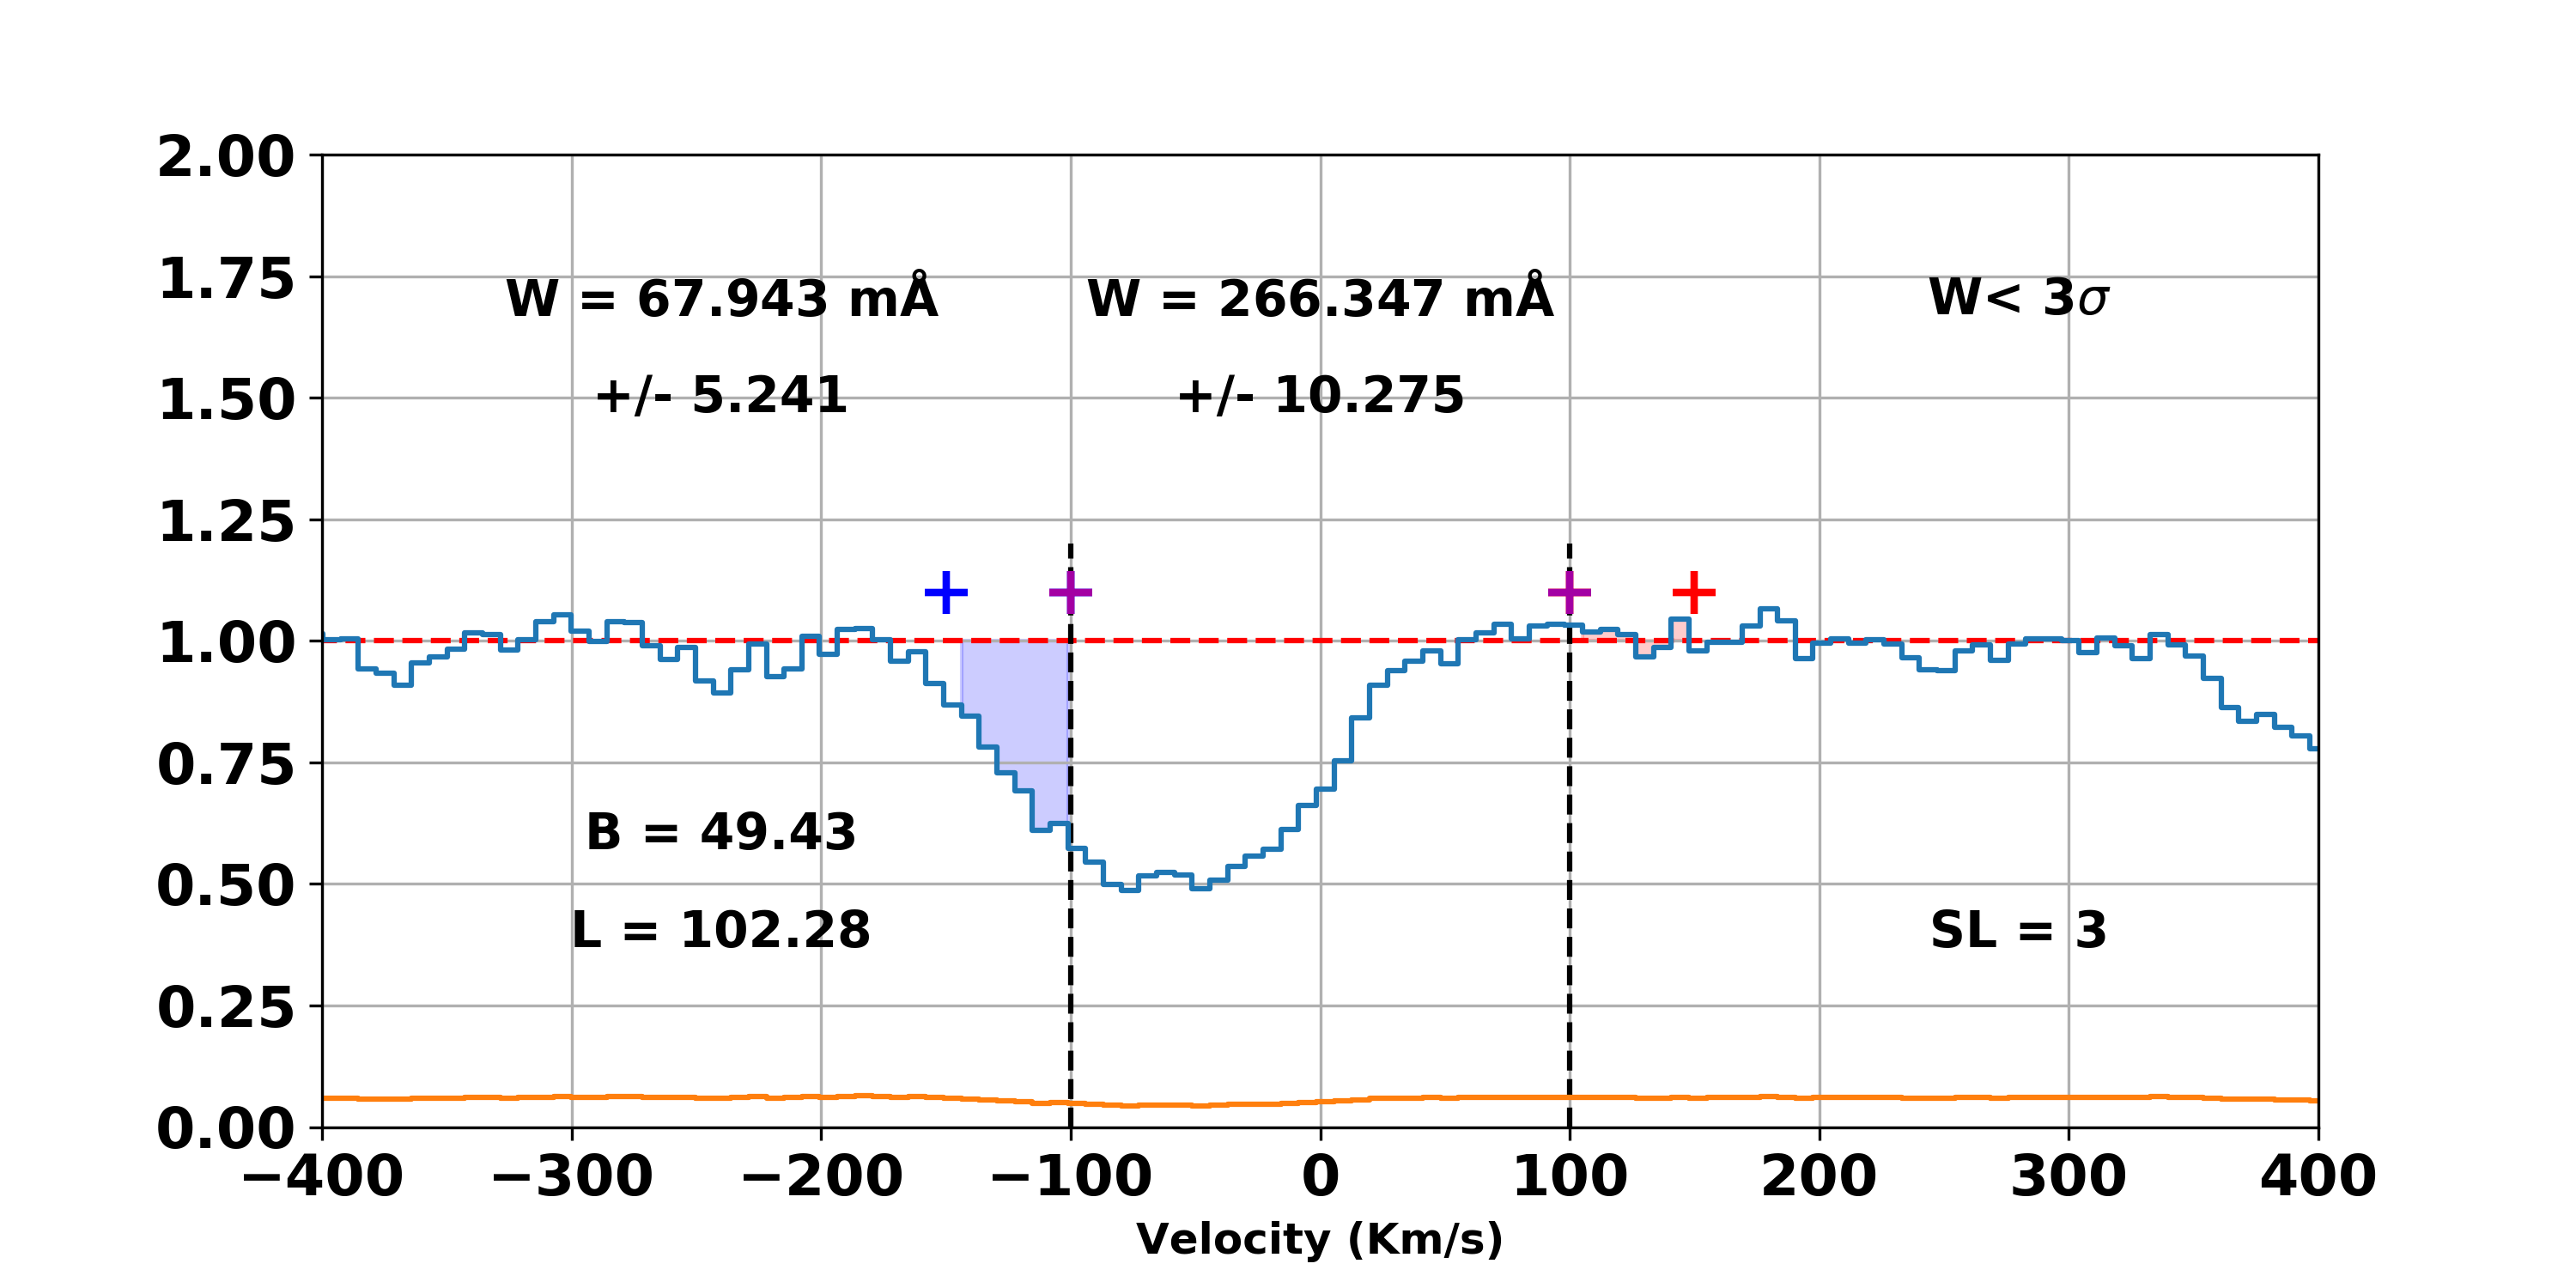 2.00
1.75
1.50
1.25
1.00
0.75
0.50
0.25
0.00
W = 67.943 mÅ
+/- 5.241
W = 266.347 mÅ
+/- 10.275
W< 3σ
B = 49.43
L = 102.28
SL = 3
−400 −300 −200 −100 0 100 200 300 400
Velocity (Km/s)